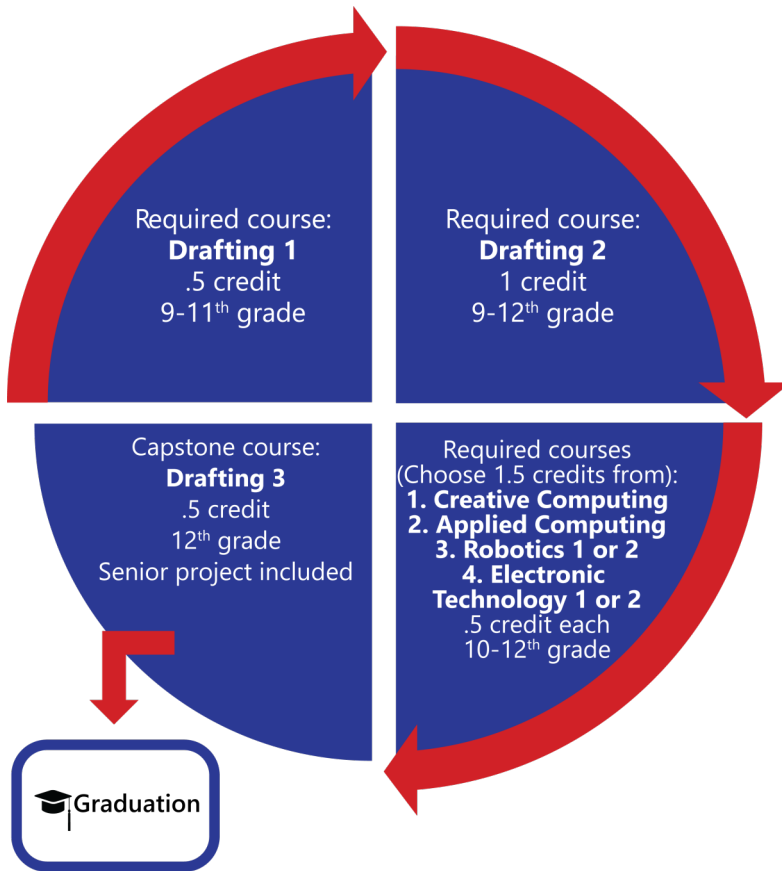 Required course:
Drafting 1
.5 credit
9-11th grade
Required course:
Drafting 2
1 credit
9-12th grade
Required courses
(Choose 1.5 credits from):
1. Creative Computing
2. Applied Computing
3. Robotics 1 or 2
4. Electronic
Technology 1 or 2
.5 credit each
10-12th grade
Capstone course:
Drafting 3
.5 credit
12th grade
Senior project included
Graduation